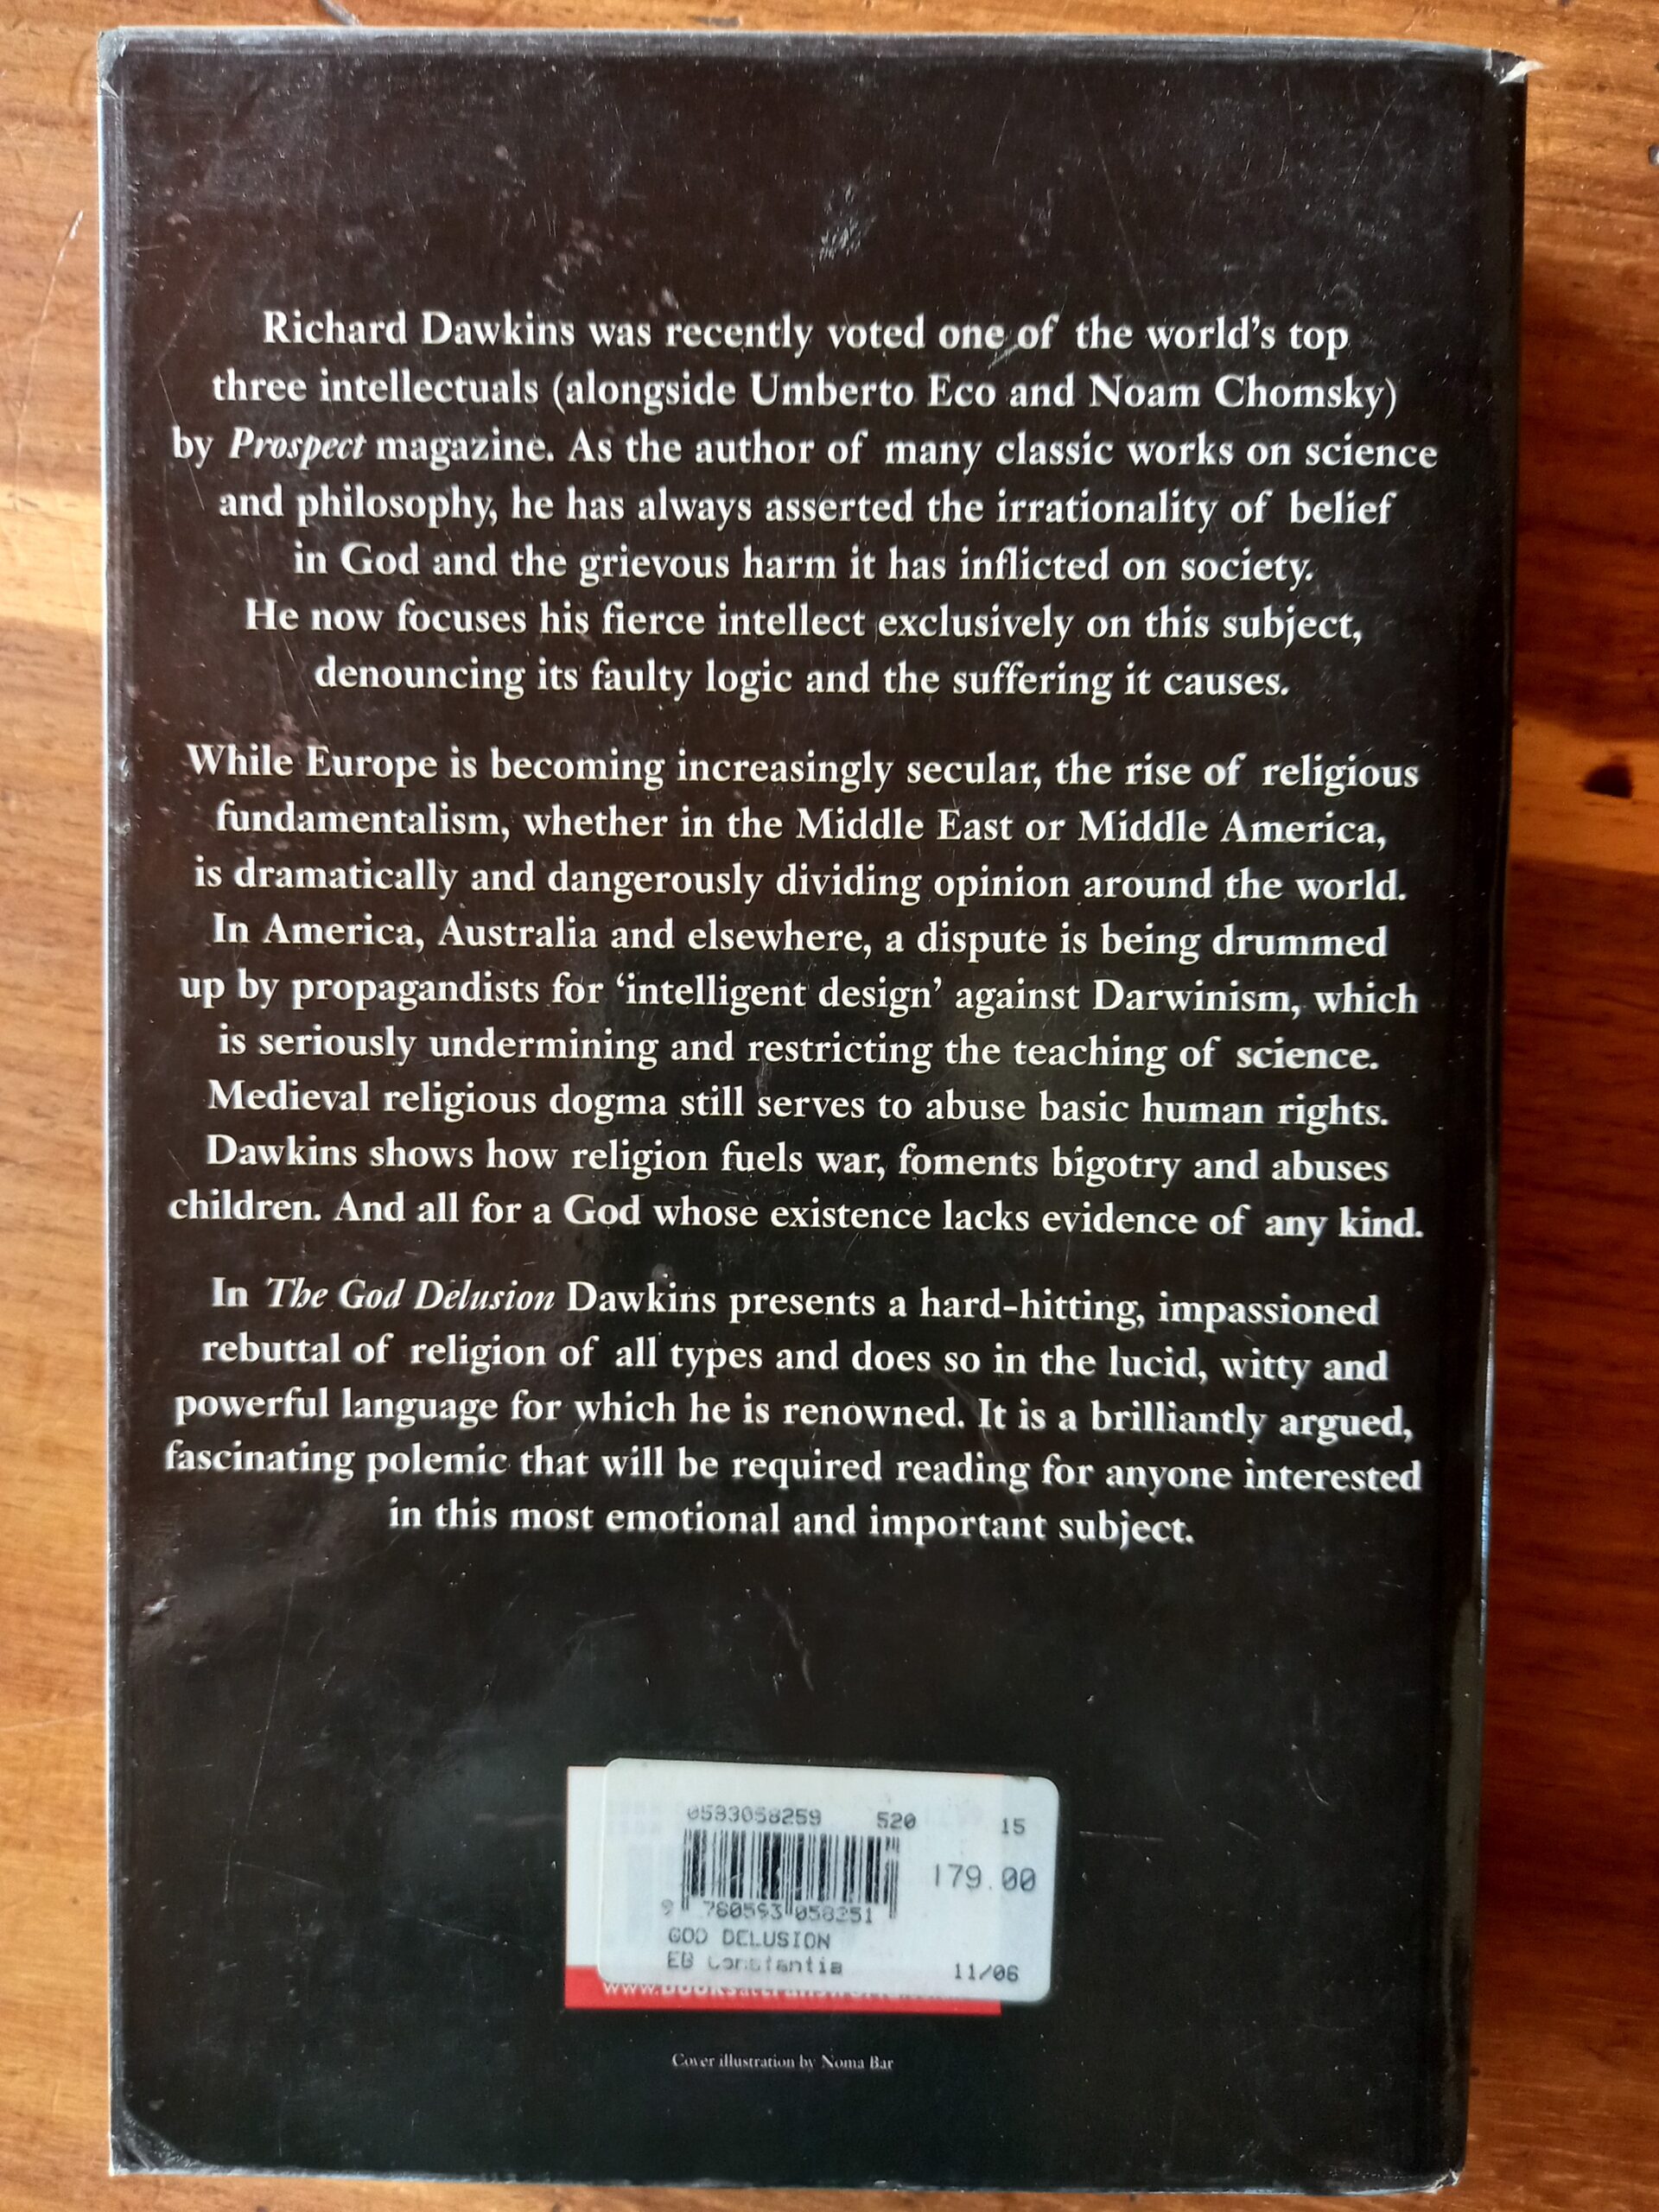 Richard Dawkins was recently voted one of the world's top
three intellectuals (alongside Umberto Eco and Noam Chomsky)
by Prospect magazine. As the author of many classic works on science
and philosophy, he has always asserted the irrationality of belief
in God and the grievous harm it has inflicted on society.
He now focuses his fierce intellect exclusively on this subject,
denouncing its faulty logic and the suffering it causes.
While Europe is becoming increasingly secular, the rise of religious
fundamentalism, whether in the Middle East or Middle America,
is dramatically and dangerously dividing opinion around the world.
In America, Australia and elsewhere, a dispute is being drummed
up by propagandists for ‘intelligent design’ against Darwinism, which
is seriously undermining and restricting the teaching of science.
Medieval religious dogma still serves to abuse basic human rights.
Dawkins shows how religion fuels war, foments bigotry and abuses
children. And all for a God whose existence lacks evidence of any kind.
In The God Delusion Dawkins presents a hard-hitting, impassioned
rebuttal of religion of all types and does so in the lucid, witty and
powerful language for which he is renowned. It is a brilliantly argued,
fascinating polemic that will be required reading for anyone interested
in this most emotional and important subject.
0593058259 520 15
179.00
9 780593 058251
GOD DELUSION
EB Constantia 11/06
Cover illustration by Noma Bar